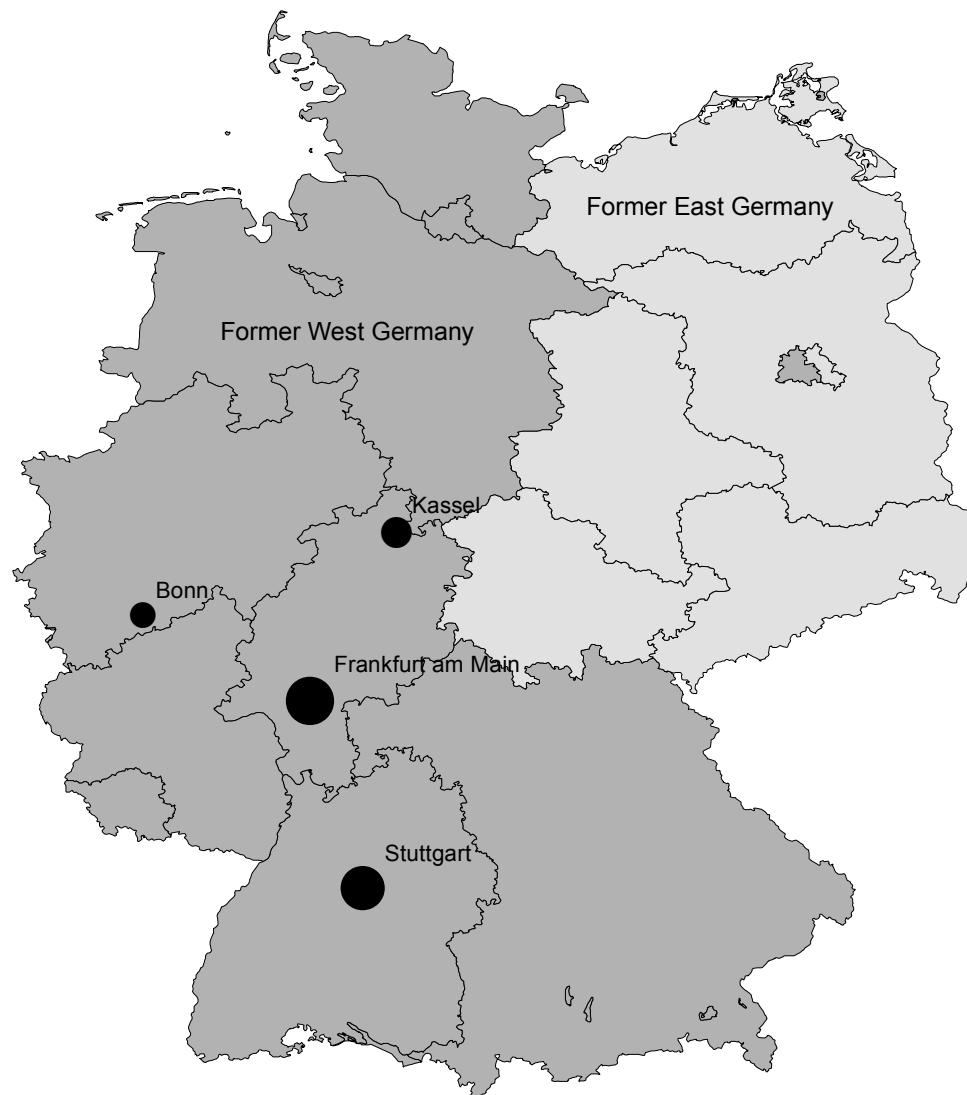 Former East Germany
Former West Germany
Kassel
Bonn
Frankfurt am Main
Stuttgart